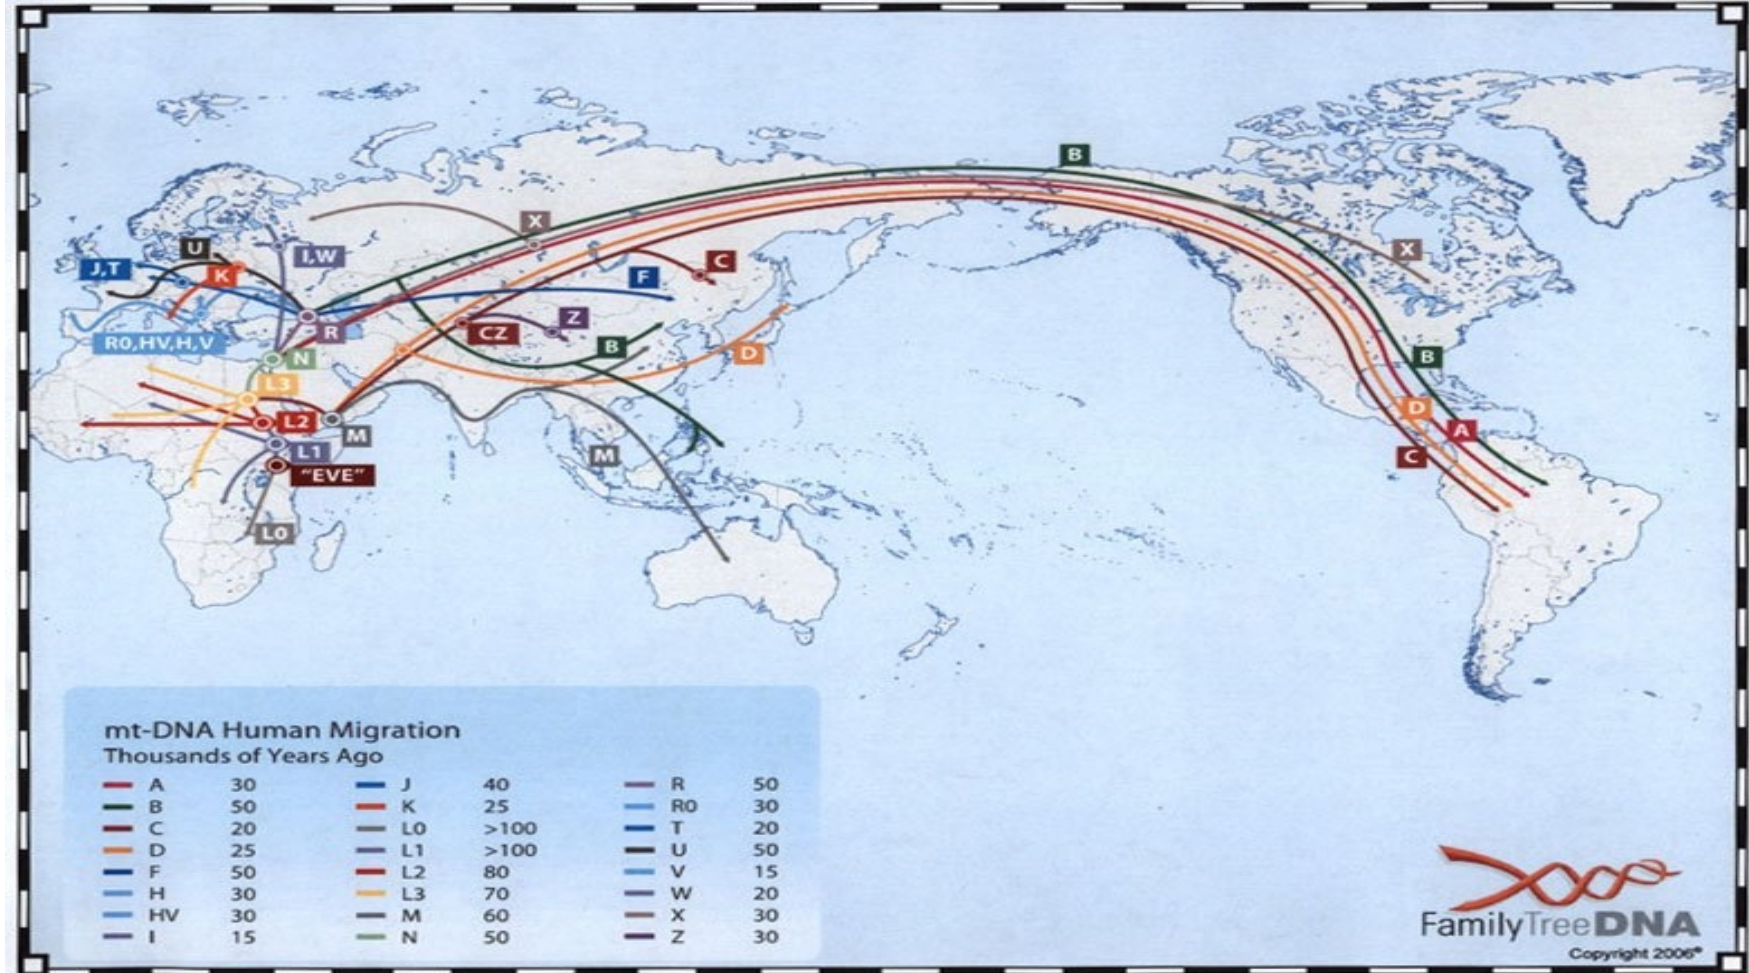 B
X
X
U
I,W
J,T
K
C
F
R
CZ
Z
R0,HV,H,V
B
N
D
B
L3
L2
M
D
A
L1
M
C
"EVE"
L0
mt-DNA Human Migration
Thousands of Years Ago
A 30 J 40 R 50
B 50 K 25 R0 30
C 20 L0 >100 T 20
D 25 L1 >100 U 50
F 50 L2 80 V 15
H 30 L3 70 W 20
HV 30 M 60 X 30
I 15 N 50 Z 30
FamilyTreeDNA
Copyright 2006®